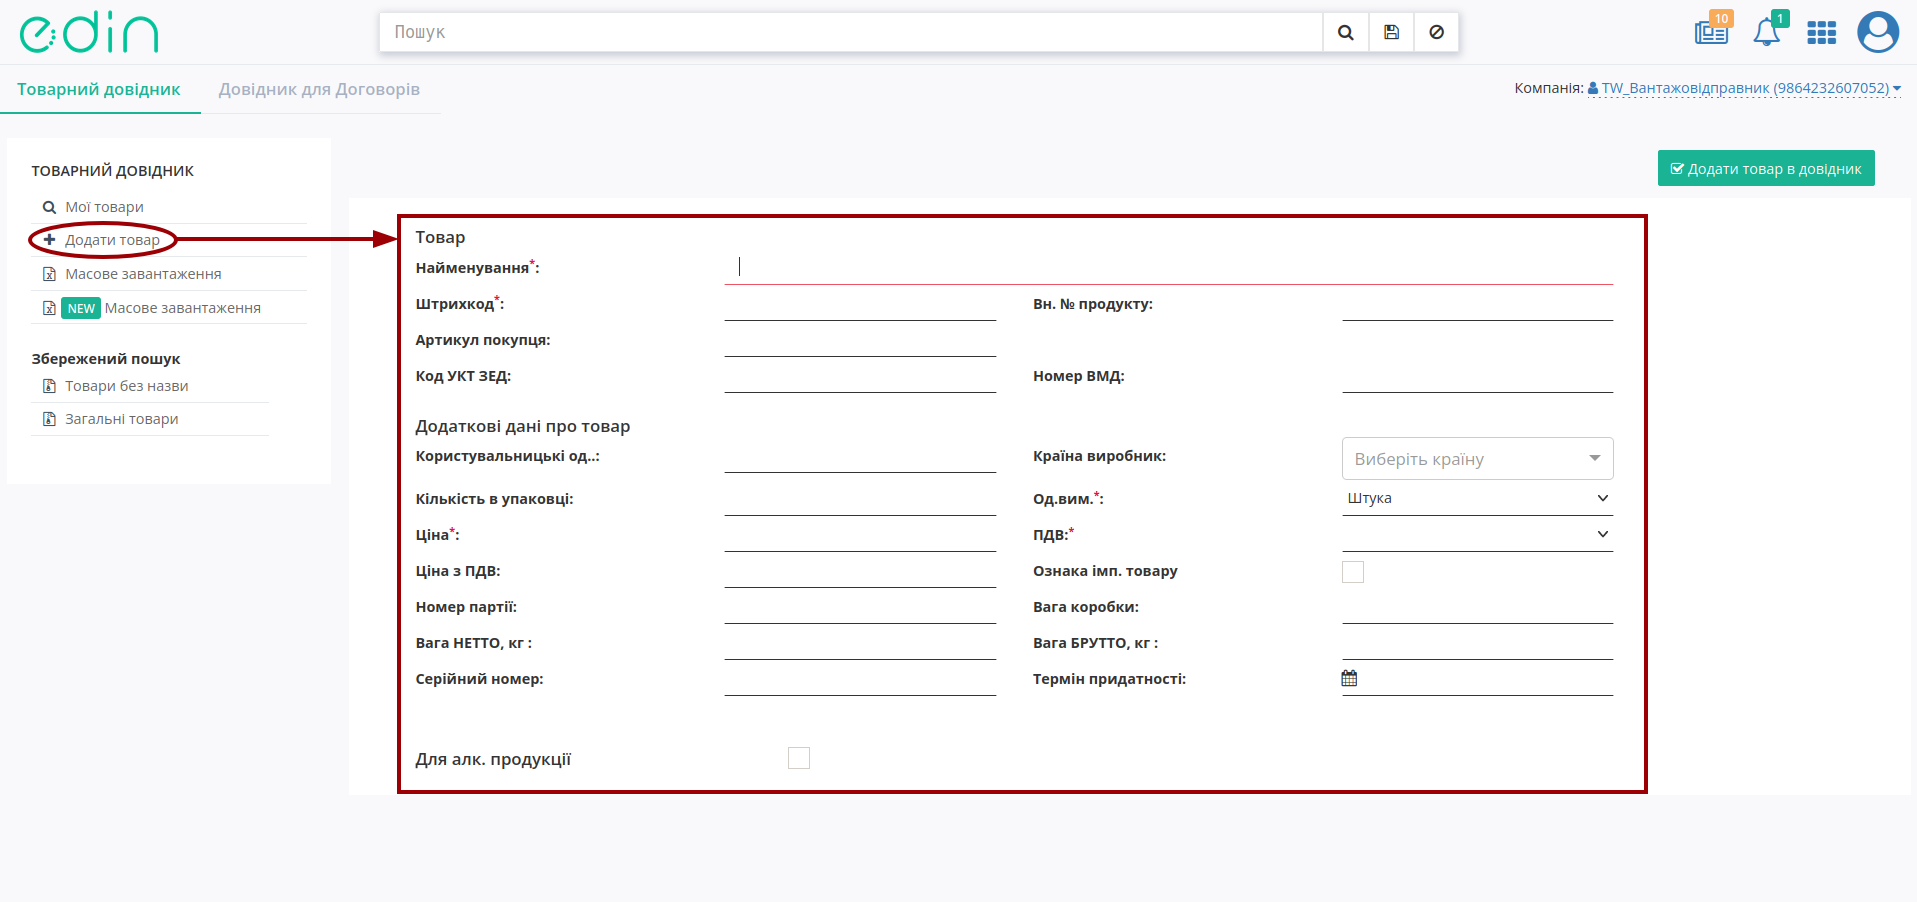 edin
Пошук
10
1
Товарний довідник
Довідник для Договорів
Компанія: TW_Вантажовідправник (9864232607052)
ТОВАРНИЙ ДОВІДНИК
Мої товари
Додати товар
Масове завантаження
NEW Масове завантаження
Збережений пошук
Товари без назви
Загальні товари
Додати товар в довідник
Товар
Найменування*:
Штрихкод*: Вн. № продукту:
Артикул покупця:
Код УКТ ЗЕД: Номер ВМД:
Додаткові дані про товар
Користувальницькі од..: Країна виробник: Виберіть країну
Кількість в упаковці: Од.вим.*: Штука
Ціна*: ПДВ:*
Ціна з ПДВ: Ознака імп. товару
Номер партії: Вага коробки:
Вага НЕТТО, кг : Вага БРУТТО, кг :
Серійний номер: Термін придатності:
Для алк. продукції